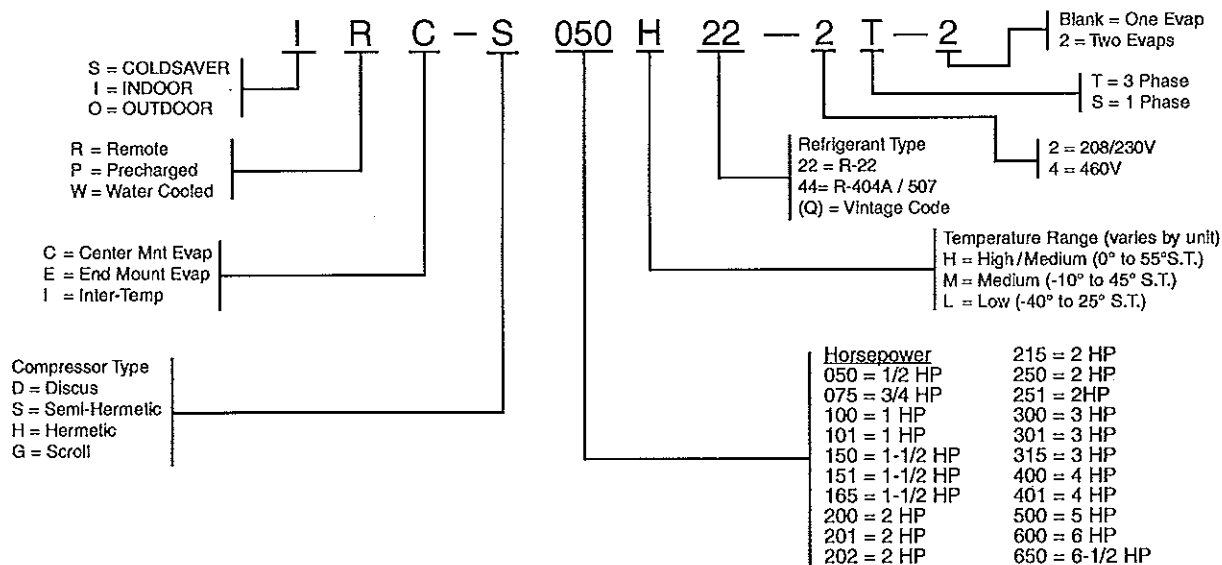 I R C - S 050 H 22 - 2 T - 2
Blank = One Evap
2 = Two Evaps
S = COLDSAVER
I = INDOOR
O = OUTDOOR
T = 3 Phase
S = 1 Phase
R = Remote
P = Precharged
W = Water Cooled
Refrigerant Type
22 = R-22
44= R-404A / 507
(Q) = Vintage Code
2 = 208/230V
4 = 460V
C = Center Mnt Evap
E = End Mount Evap
I = Inter-Temp
Temperature Range (varies by unit)
H = High/Medium (0° to 55°S.T.)
M = Medium (-10° to 45° S.T.)
L = Low (-40° to 25° S.T.)
Compressor Type
D = Discus
S = Semi-Hermetic
H = Hermetic
G = Scroll
Horsepower
050 = 1/2 HP
075 = 3/4 HP
100 = 1 HP
101 = 1 HP
150 = 1-1/2 HP
151 = 1-1/2 HP
165 = 1-1/2 HP
200 = 2 HP
201 = 2 HP
202 = 2 HP
215 = 2 HP
250 = 2 HP
251 = 2HP
300 = 3 HP
301 = 3 HP
315 = 3 HP
400 = 4 HP
401 = 4 HP
500 = 5 HP
600 = 6 HP
650 = 6-1/2 HP